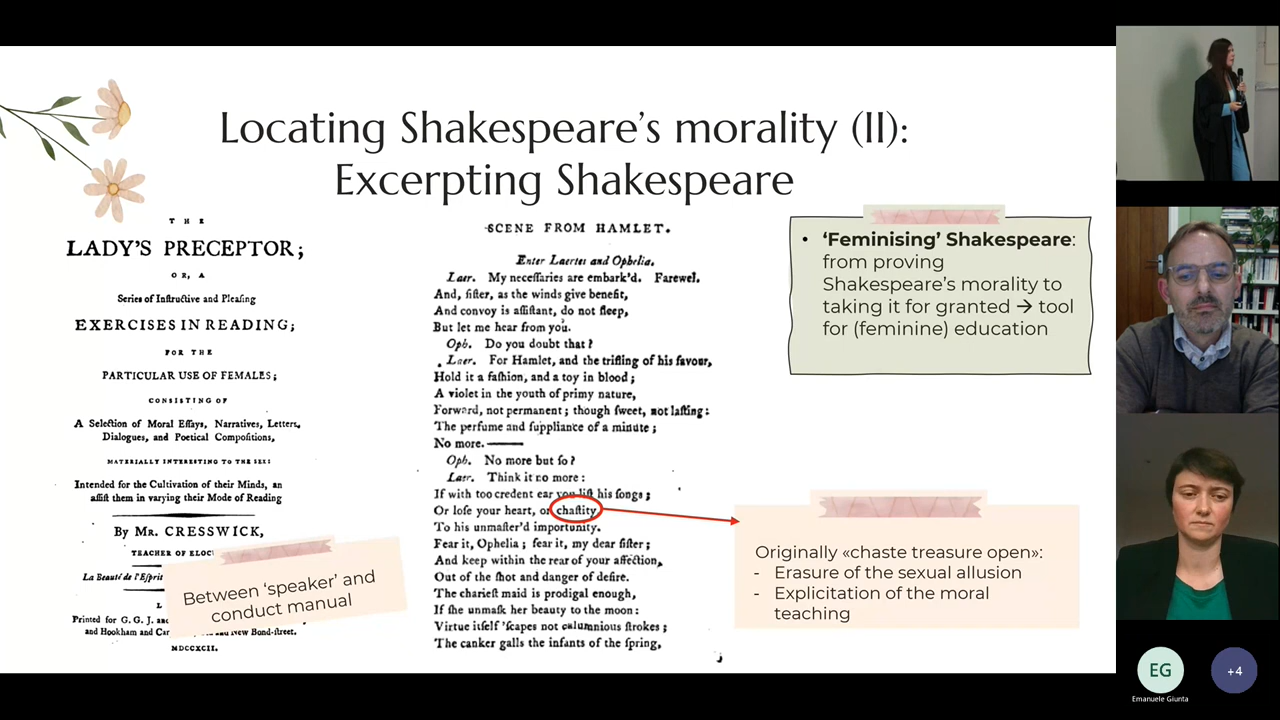 Locating Shakespeare’s morality (II):
Excerpting Shakespeare
THE
LADY'S PRECEPTOR;
OR, A
Series of Inſtructive and Pleaſing
EXERCISES IN READING;
FOR THE
PARTICULAR USE OF FEMALES;
CONSISTING OF
A Selection of Moral Eſſays, Narratives, Letters,
Dialogues, and Poetical Compoſitions,
MATERIALLY INTERESTING TO THE SEX:
Intended for the Cultivation of their Minds, an
aſſiſt them in varying their Mode of Reading
By MR. CRESSWICK,
TEACHER OF ELOC
La Beauté de l'Eſprit
L
Printed for G. G. J. an
and Hookham and Car and New Bond-ſtreet.
MDCCXCII.
Between ‘speaker’ and
conduct manual
SCENE FROM HAMLET.
Enter Laertes and Ophelia.
Laer. My neceſſaries are embark'd. Farewel.
And, ſiſter, as the winds give benefit,
And convoy is aſſiſtant, do not ſleep,
But let me hear from you.
Oph. Do you doubt that?
Laer. For Hamlet, and the trifling of his favour,
Hold it a faſhion, and a toy in blood;
A violet in the youth of primy nature,
Forward, not permanent; though ſweet, not laſting:
The perfume and ſuppliance of a minute;
No more.——
Oph. No more but ſo?
Laer. Think it no more:
If with too credent ear you liſt his ſongs;
Or loſe your heart, or chaſtity,
To his unmaſter'd importunity.
Fear it, Ophelia; fear it, my dear ſiſter;
And keep within the rear of your affection,
Out of the ſhot and danger of deſire.
The charieſt maid is prodigal enough,
If ſhe unmaſk her beauty to the moon:
Virtue itſelf 'ſcapes not calumnious ſtrokes;
The canker galls the infants of the ſpring,
• ‘Feminising’ Shakespeare:
from proving
Shakespeare’s morality to
taking it for granted → tool
for (feminine) education
Originally «chaste treasure open»:
- Erasure of the sexual allusion
- Explicitation of the moral
teaching
EG
Emanuele Giunta
+4